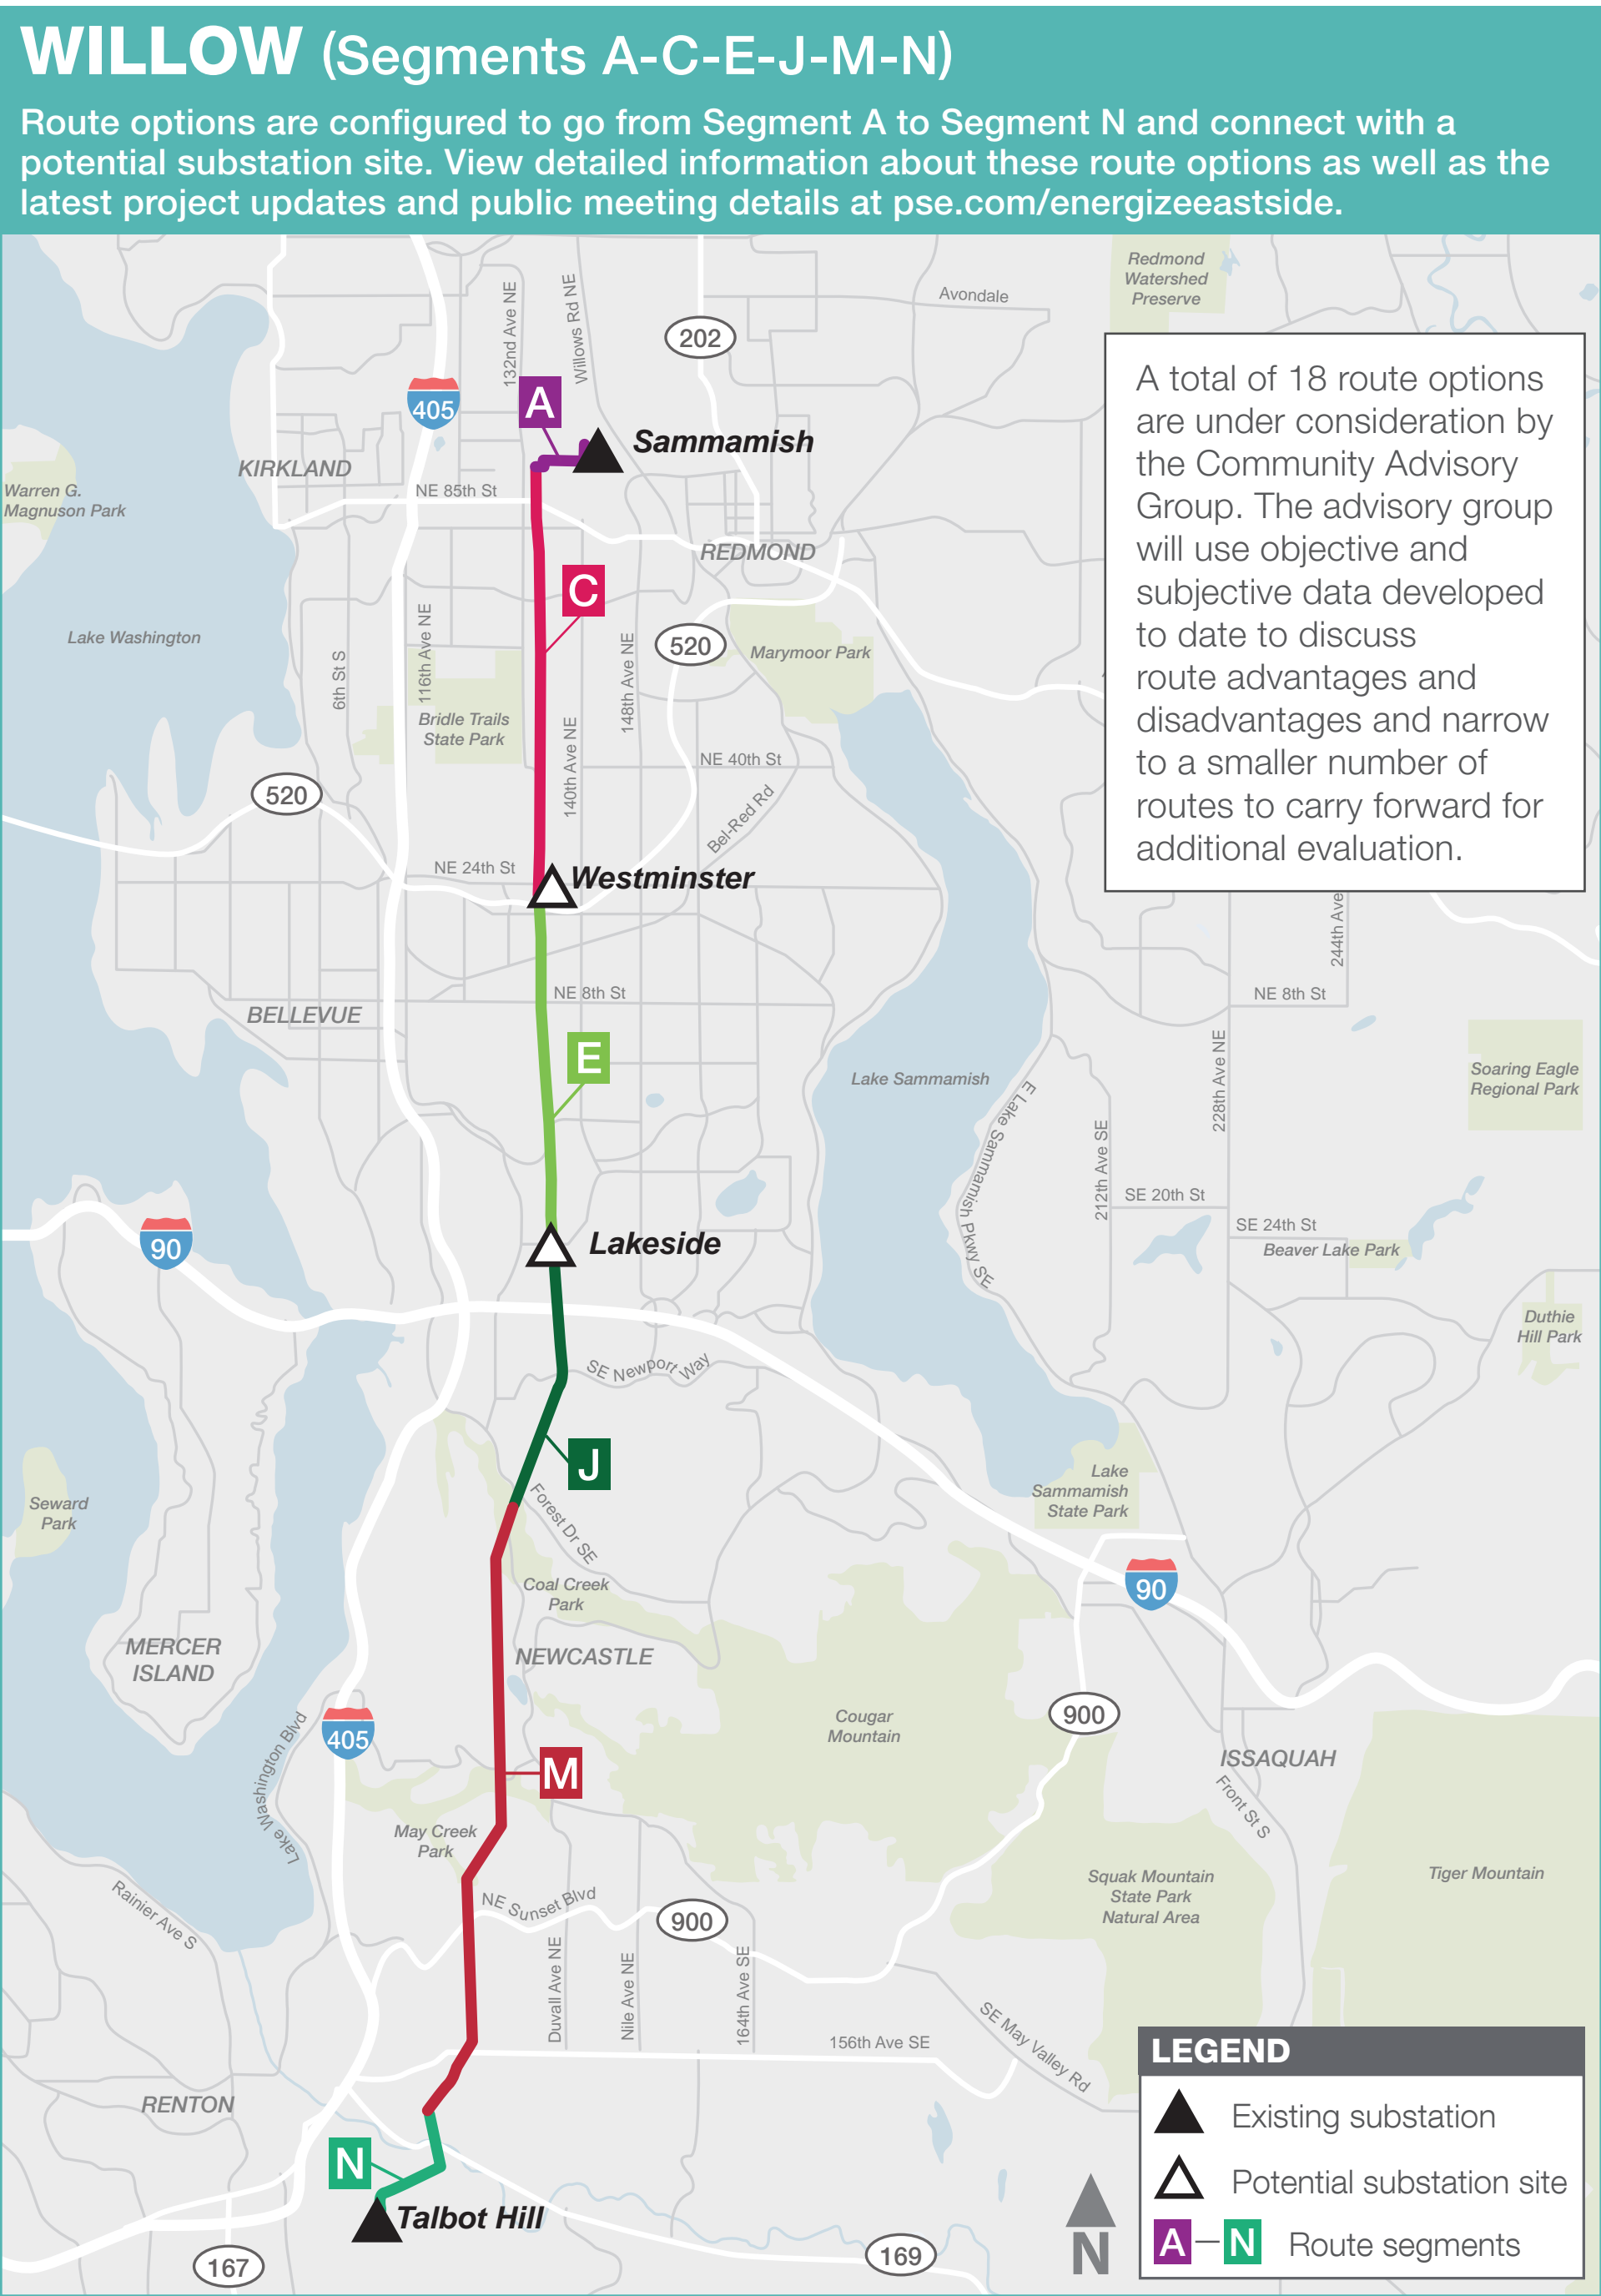 WILLOW (Segments A-C-E-J-M-N)
Route options are configured to go from Segment A to Segment N and connect with a
potential substation site. View detailed information about these route options as well as the
latest project updates and public meeting details at pse.com/energizeeastside.
Redmond
Watershed
Preserve
Avondale
132nd Ave NE
Willows Rd NE
202
A total of 18 route options
are under consideration by
the Community Advisory
Group. The advisory group
will use objective and
subjective data developed
to date to discuss
route advantages and
disadvantages and narrow
to a smaller number of
routes to carry forward for
additional evaluation.
405
A
Sammamish
KIRKLAND
NE 85th St
Warren G.
Magnuson Park
REDMOND
C
Lake Washington
6th St S
116th Ave NE
148th Ave NE
520
Marymoor Park
Bridle Trails
State Park
140th Ave NE
NE 40th St
520
Bel-Red Rd
NE 24th St
Westminster
244th Ave
NE 8th St
NE 8th St
BELLEVUE
E
Lake Sammamish
E Lake Sammamish Pkwy SE
228th Ave NE
Soaring Eagle
Regional Park
212th Ave SE
SE 20th St
SE 24th St
Beaver Lake Park
90
Lakeside
Duthie
Hill Park
SE Newport Way
J
Lake
Sammamish
State Park
Seward
Park
Forest Dr SE
Coal Creek
Park
90
MERCER
ISLAND
NEWCASTLE
900
Cougar
Mountain
405
Lake Washington Blvd
ISSAQUAH
M
Front St S
May Creek
Park
Squak Mountain
State Park
Natural Area
Tiger Mountain
Rainier Ave S
NE Sunset Blvd
900
Duvall Ave NE
Nile Ave NE
164th Ave SE
156th Ave SE
SE May Valley Rd
RENTON
N
Talbot Hill
167
169
N
LEGEND
Existing substation
Potential substation site
A – N Route segments